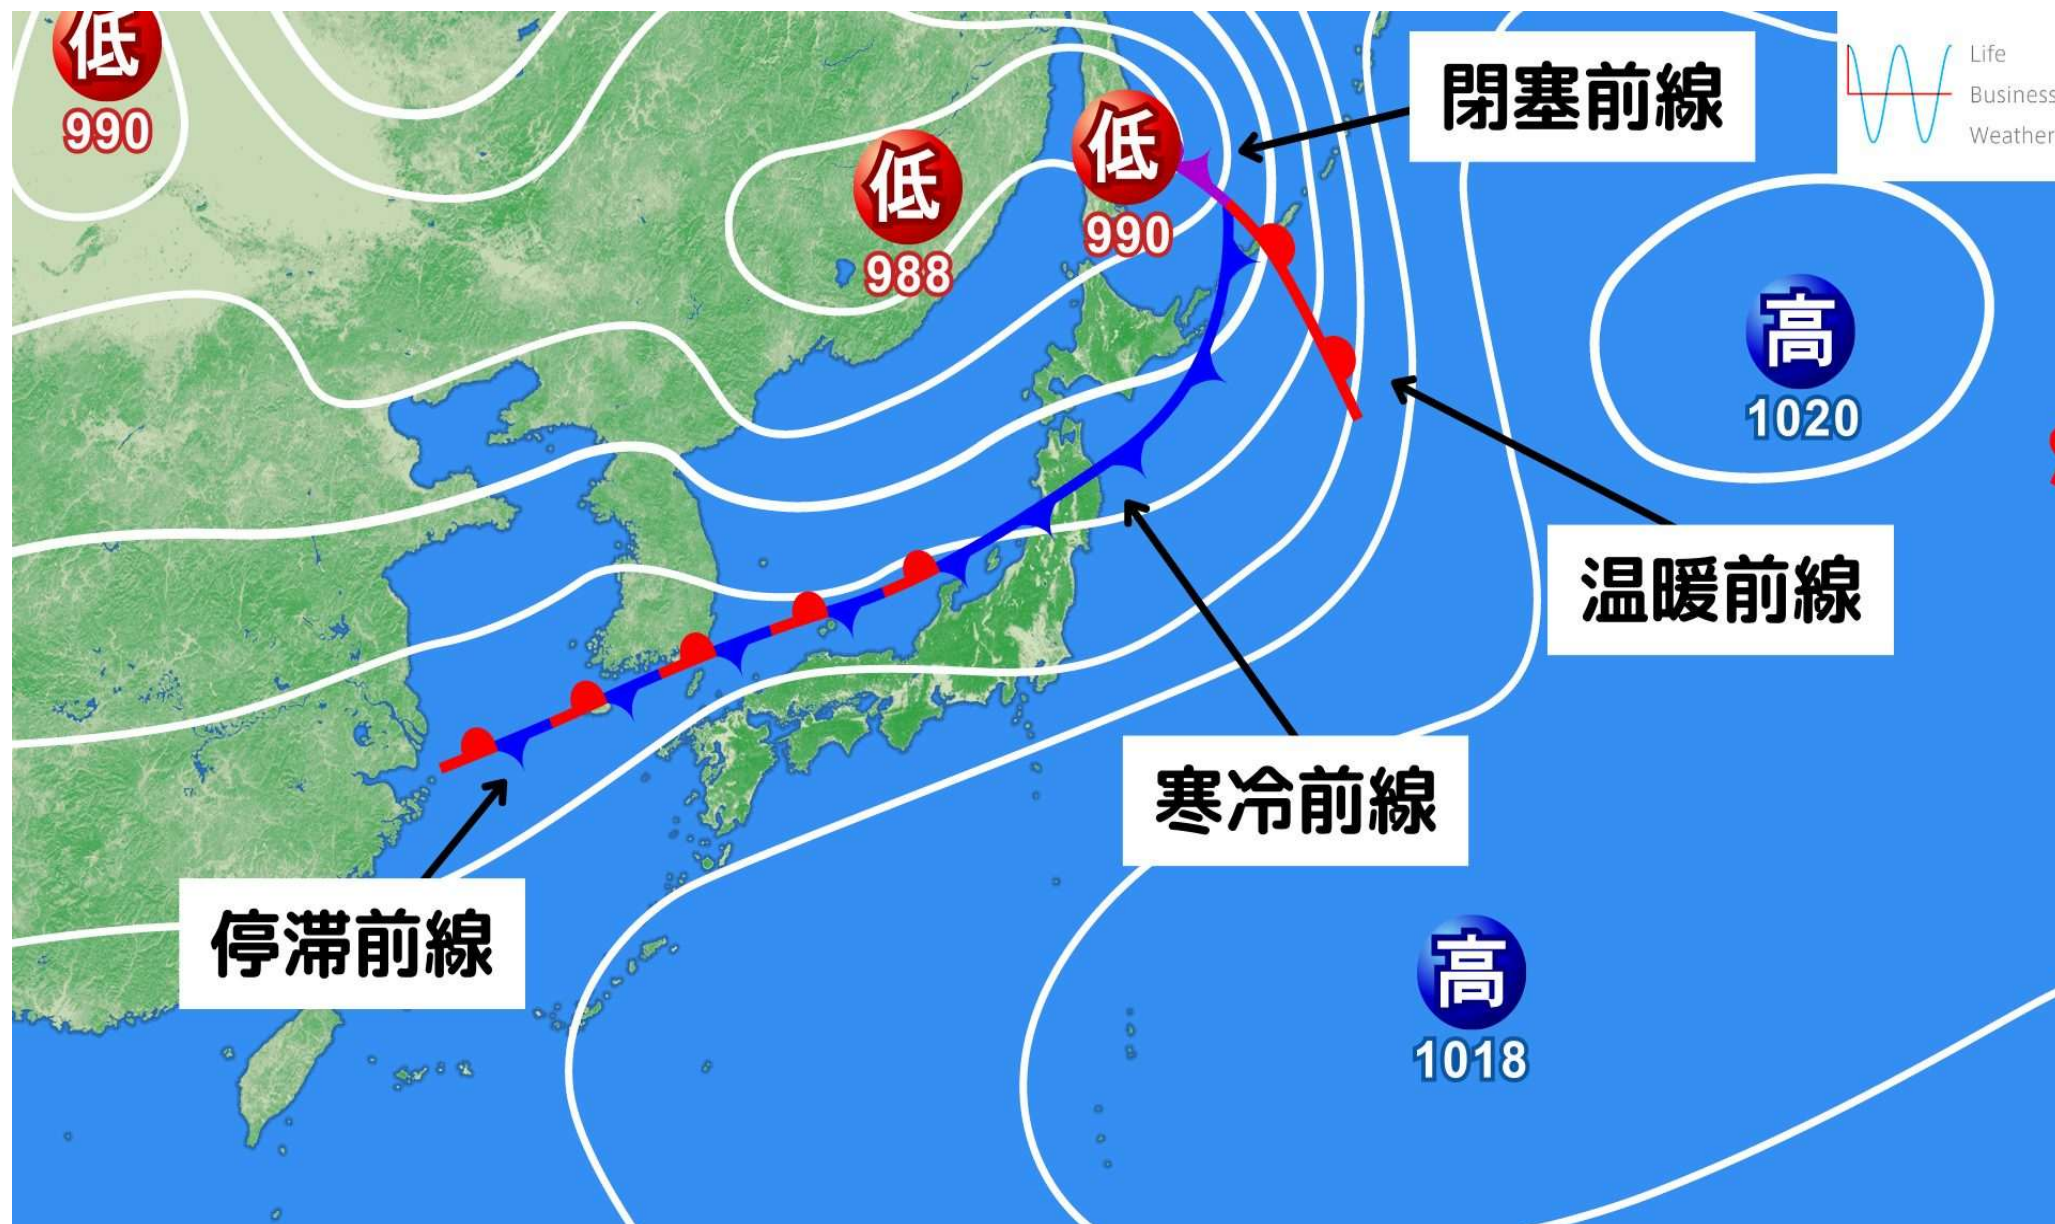 低
990
低
988
低
990
閉塞前線
Life
Business
Weather
高
1020
温暖前線
寒冷前線
停滞前線
高
1018